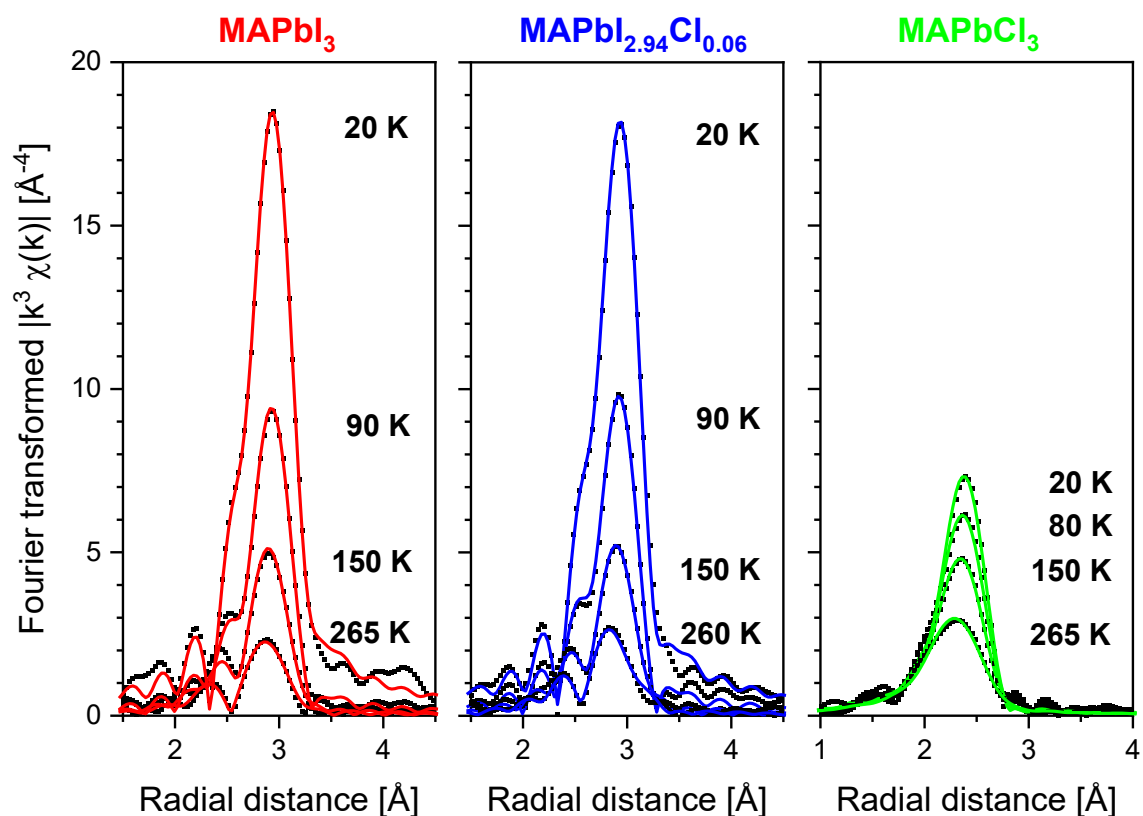 MAPbI₃ MAPbI₂.₉₄Cl₀.₀₆ MAPbCl₃
Fourier transformed |k³ χ(k)| [Å⁻⁴]
20
15
10
5
0
20 K
90 K
150 K
265 K
2 3 4
Radial distance [Å]
20 K
90 K
150 K
260 K
2 3 4
Radial distance [Å]
20 K
80 K
150 K
265 K
1 2 3 4
Radial distance [Å]